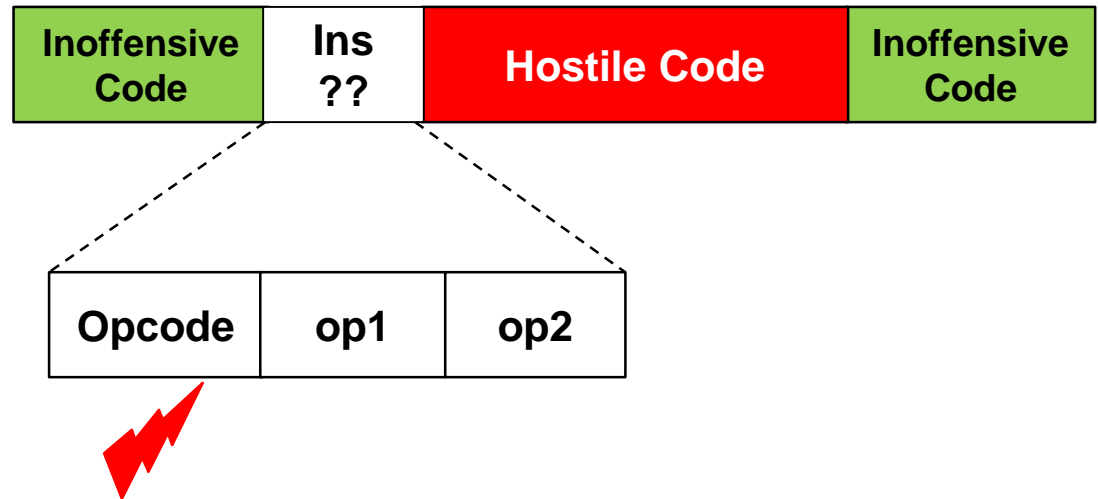 Inoffensive
Code
Ins
??
Hostile Code
Inoffensive
Code
Opcode
op1
op2